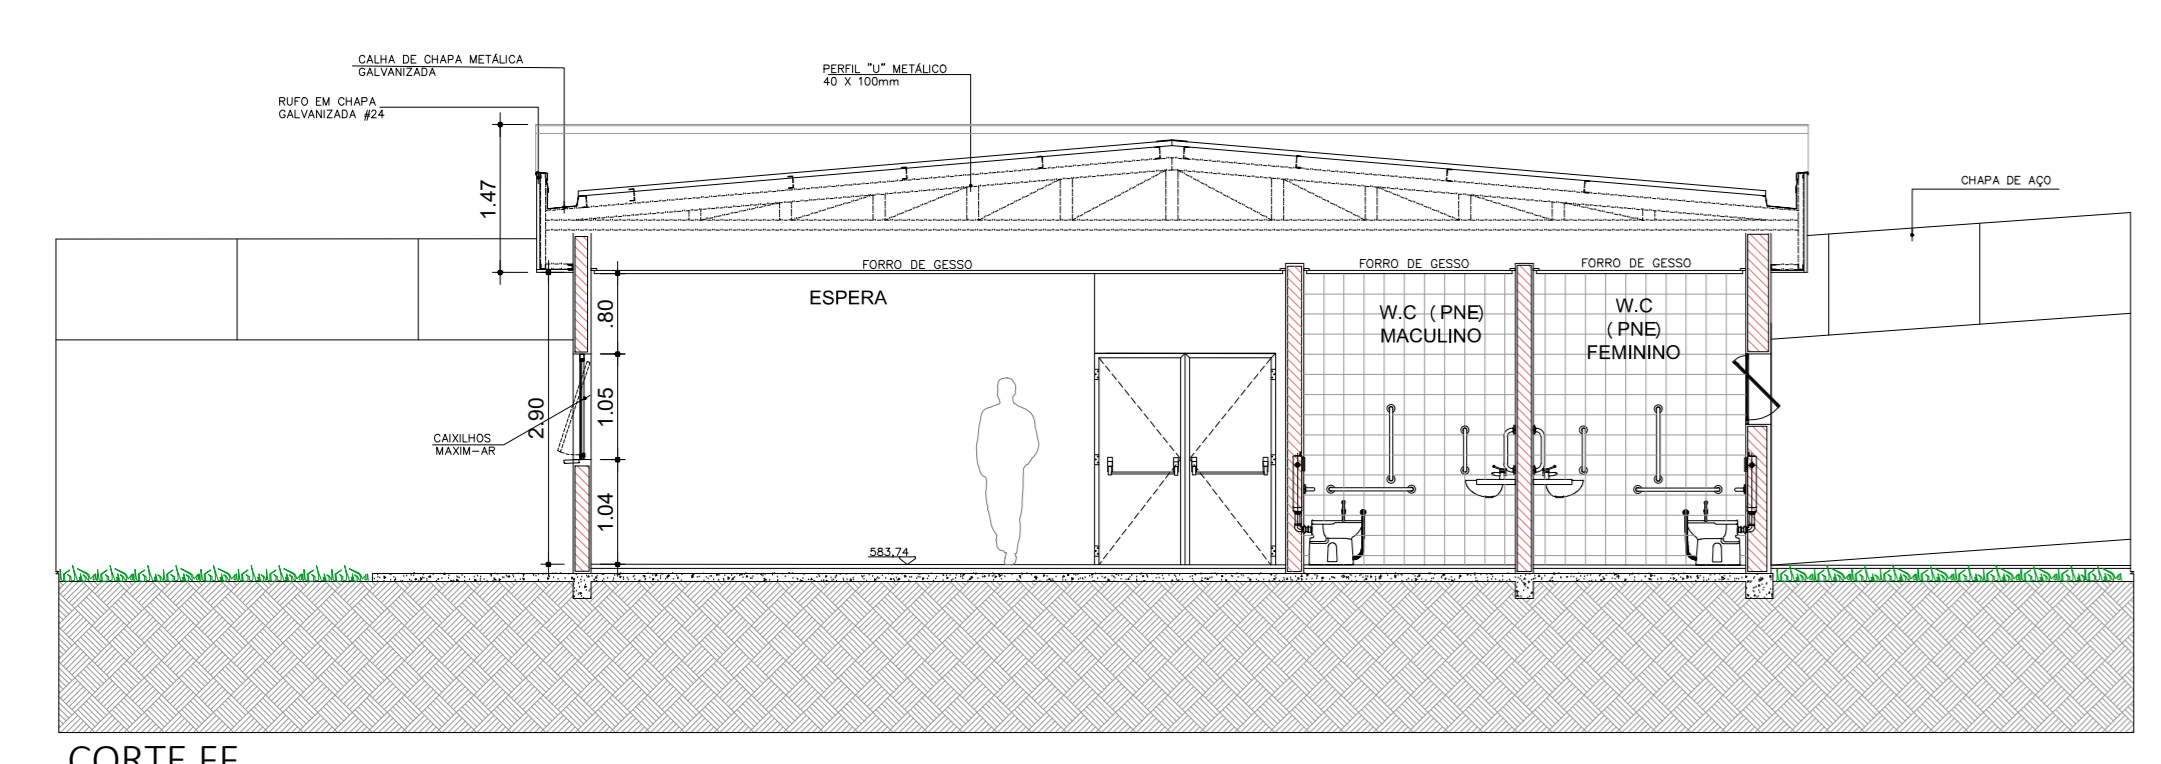 CALHA DE CHAPA METÁLICA
GALVANIZADA
PERFIL "U" METÁLICO
40 X 100mm
RUFO EM CHAPA
GALVANIZADA #24
1.47
CHAPA DE AÇO
FORRO DE GESSO
FORRO DE GESSO
FORRO DE GESSO
ESPERA
.80
W.C (PNE)
MACULINO
W.C
(PNE)
FEMININO
2.90
1.05
CAIXILHOS
MAXIM-AR
1.04
583,74